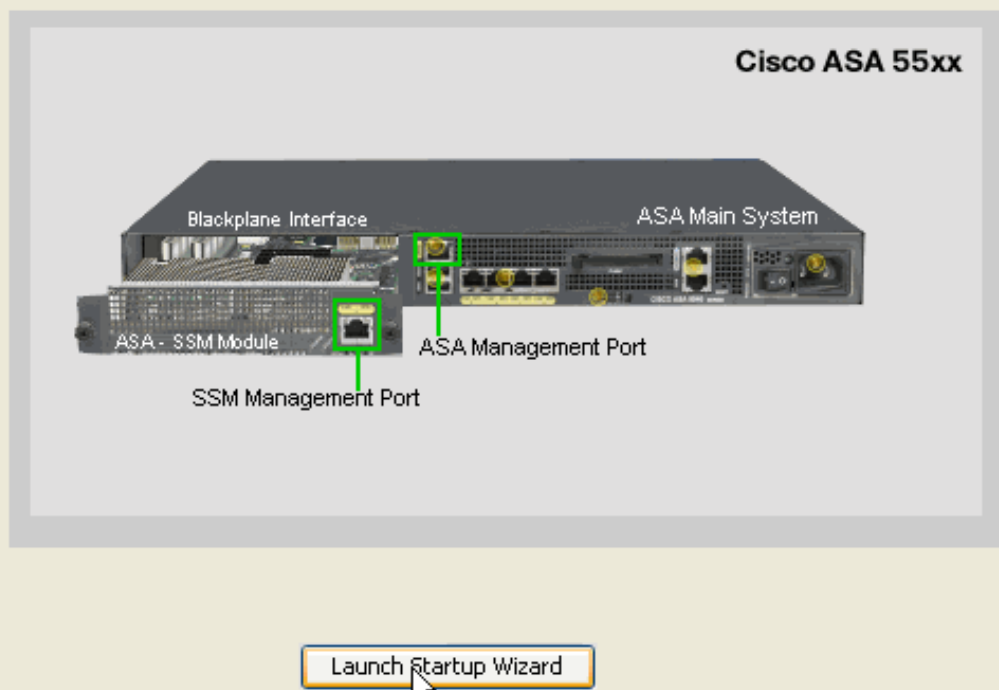 Cisco ASA 55xx
Blackplane Interface
ASA Main System
ASA - SSM Module
ASA Management Port
SSM Management Port
Launch Startup Wizard